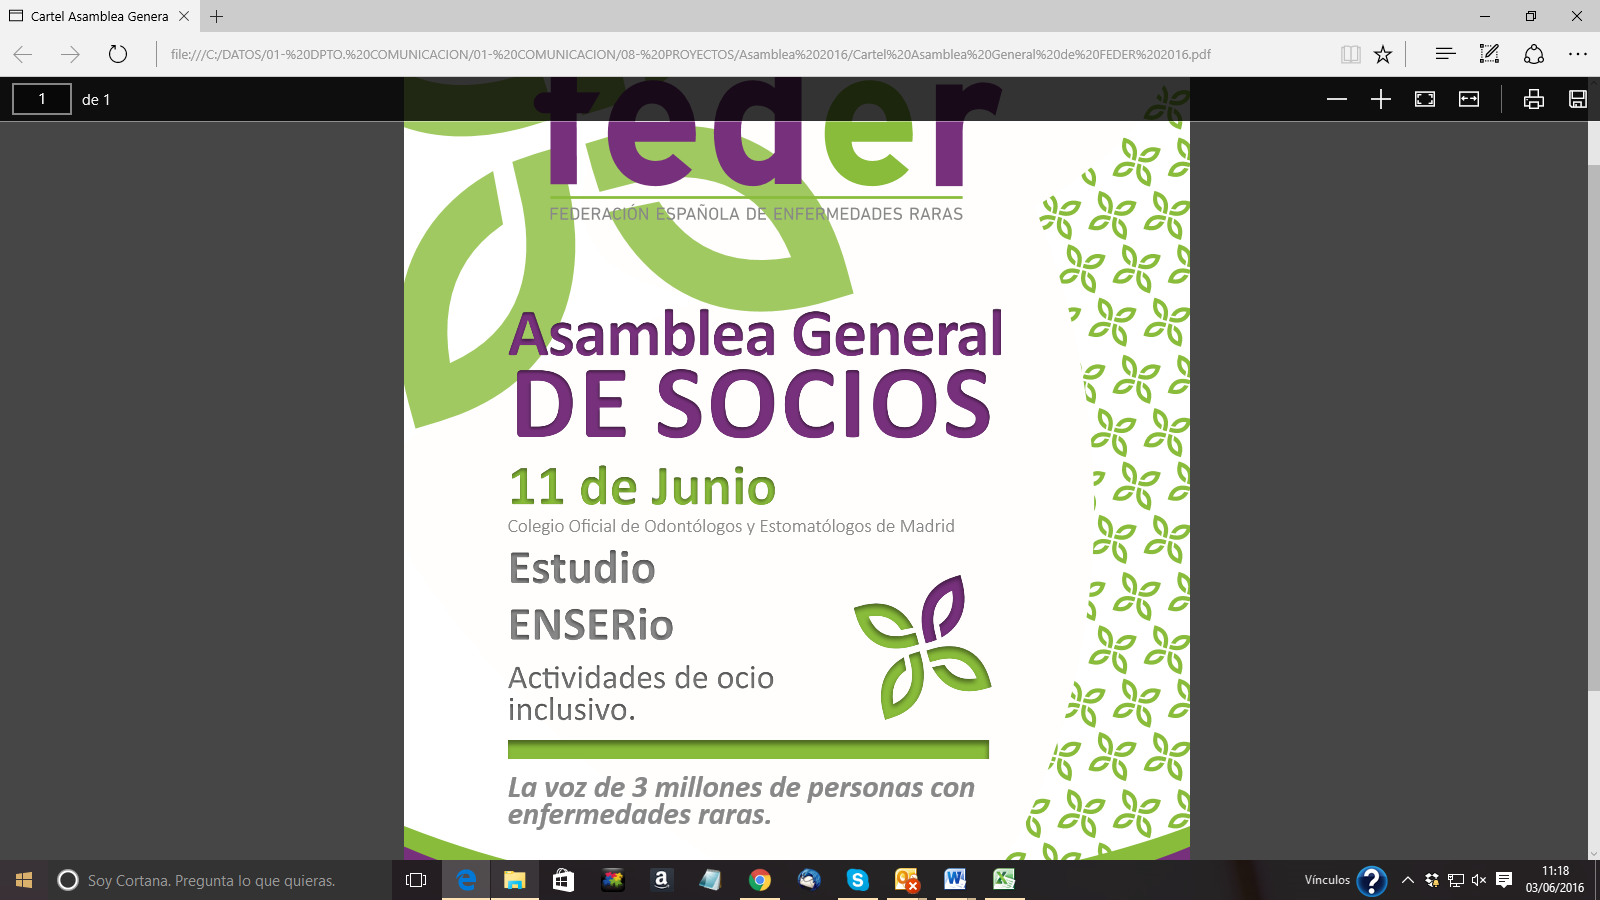 Cartel Asamblea Genera
file:///C:/DATOS/01-%20DPTO.%20COMUNICACION/01-%20COMUNICACION/08-%20PROYECTOS/Asamblea%202016/Cartel%20Asamblea%20General%20de%20FEDER%202016.pdf
1 de 1
feder
FEDERACIÓN ESPAÑOLA DE ENFERMEDADES RARAS
Asamblea General
DE SOCIOS
11 de Junio
Colegio Oficial de Odontólogos y Estomatólogos de Madrid
Estudio
ENSERio
Actividades de ocio
inclusivo.
La voz de 3 millones de personas con
enfermedades raras.
Soy Cortana. Pregunta lo que quieras.
Vínculos
11:18
03/06/2016